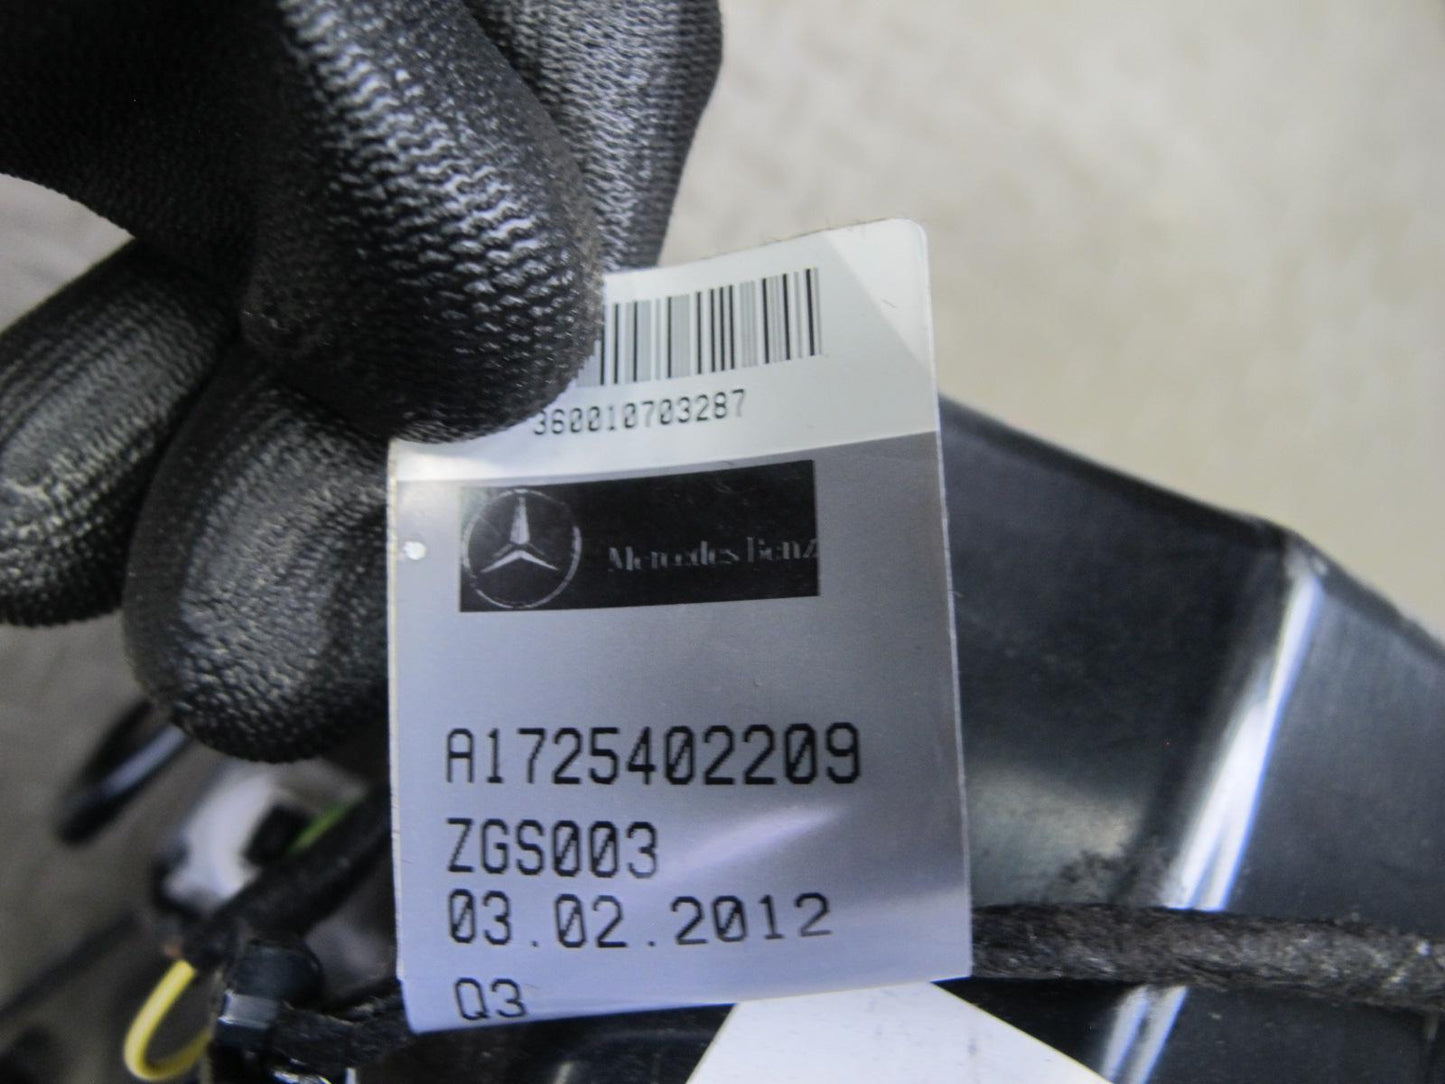 360010703287
Mercedes Benz
A1725402209
ZGS003
03.02.2012
Q3